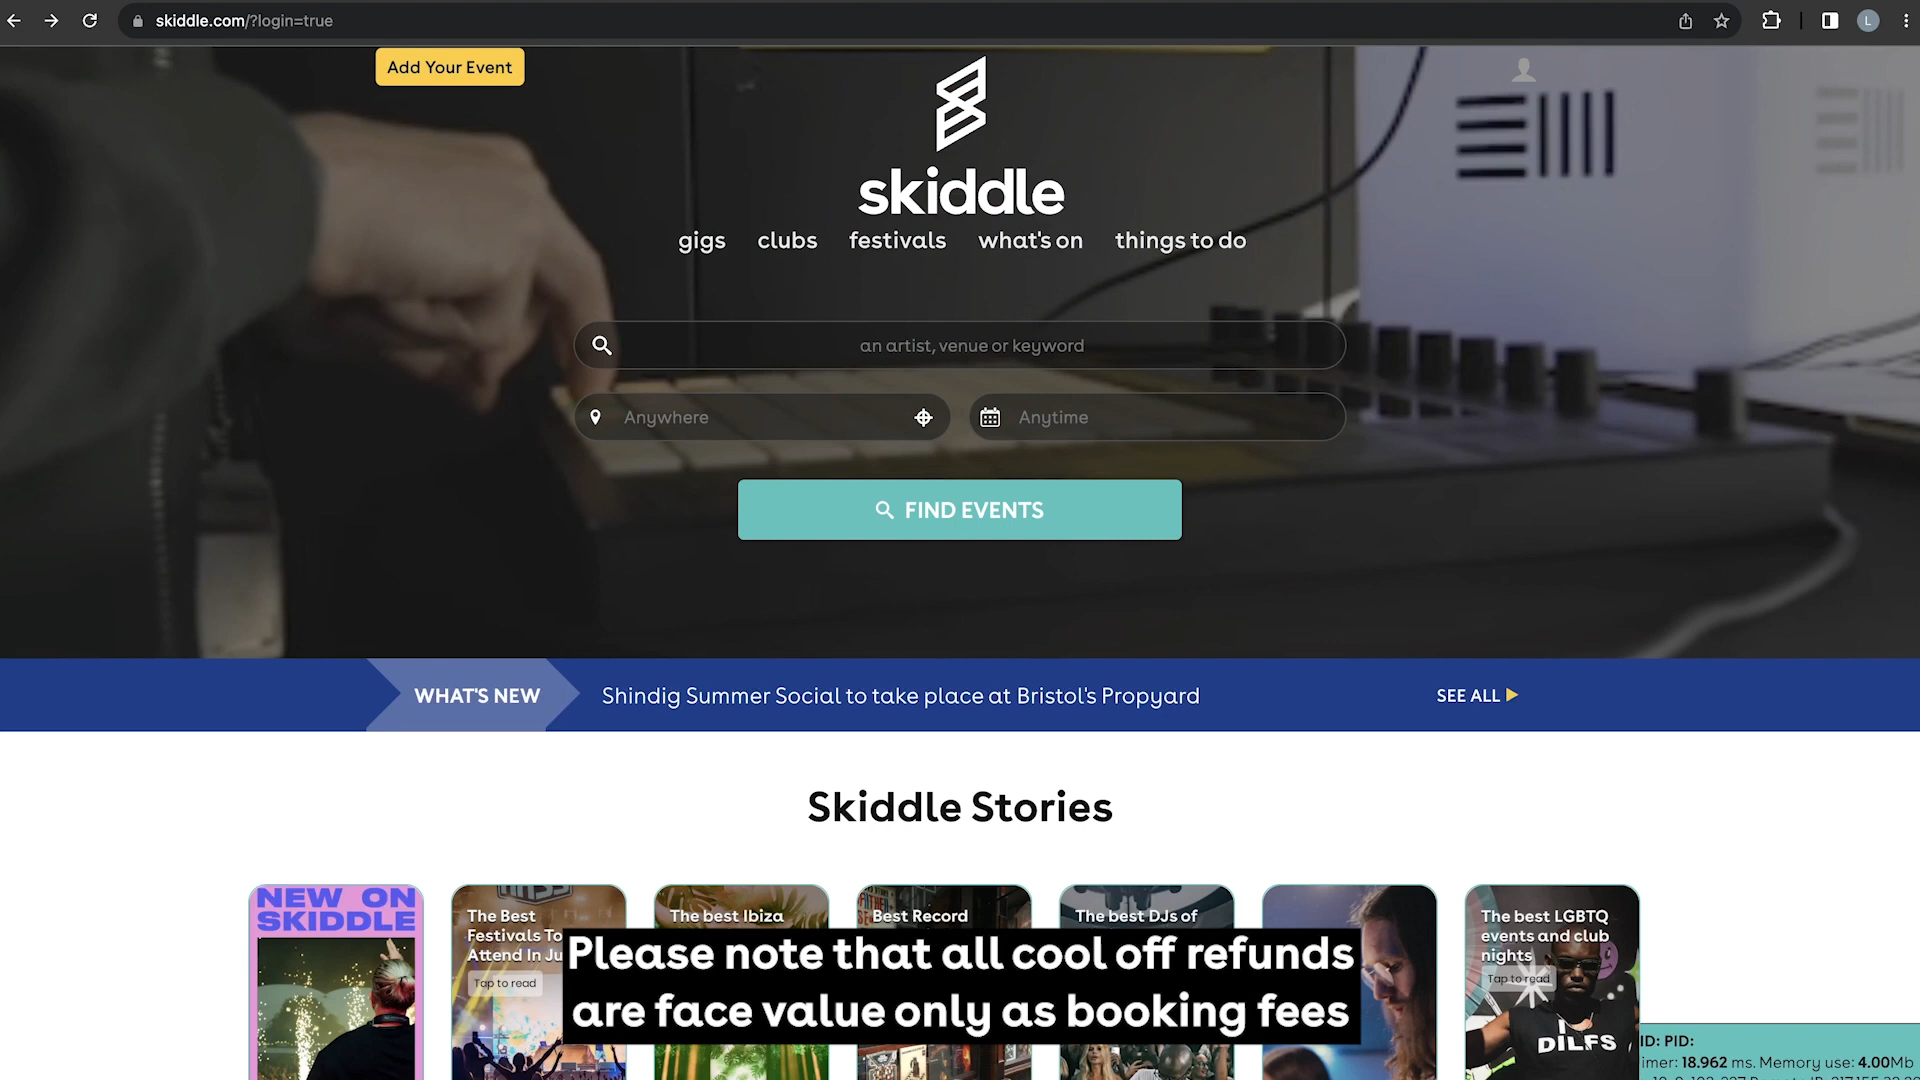 skiddle.com/?login=true
L
Add Your Event
skiddle
gigs clubs festivals what's on things to do
an artist, venue or keyword
Anywhere
Anytime
FIND EVENTS
WHAT'S NEW
Shindig Summer Social to take place at Bristol's Propyard
SEE ALL
Skiddle Stories
NEW ON
SKIDDLE
The Best
Festivals To
Attend In Ju
Tap to read
The best Ibiza
Best Record
The best DJs of
The best LGBTQ
events and club
nights
Tap to read
DILFS
Please note that all cool off refunds
are face value only as booking fees
ID: PID:
imer: 18.962 ms. Memory use: 4.00Mb